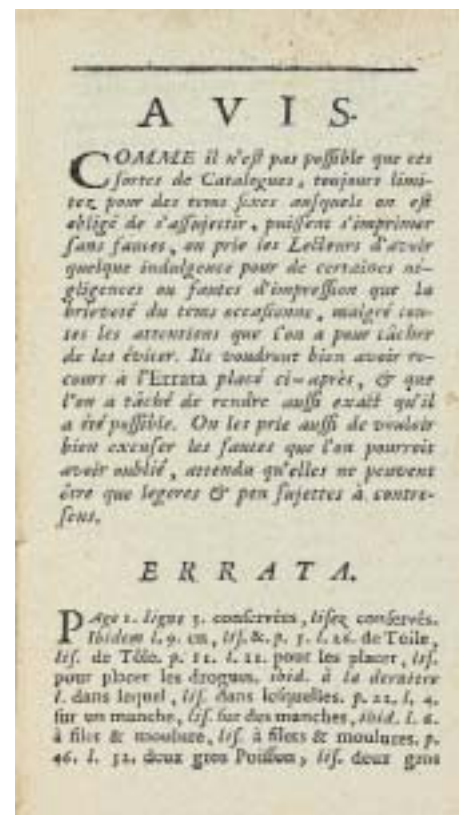 AVIS.
COMME il n'eſt pas poſſible que ces
ſortes de Catalogues, toujours limi-
tez pour des tems fixes auſquels on eſt
obligé de s'aſſujettir, puiſſent s'imprimer
ſans fautes, on prie les Lecteurs d'avoir
quelque indulgence pour de certaines né-
gligences ou fautes d'impreſſion que la
brieveté du tems occaſionne, malgré tou-
tes les attentions que l'on a pour tâcher
de les éviter. Ils voudront bien avoir re-
cours à l'Errata placé ci-après, & que
l'on a tâché de rendre auſſi exact qu'il
a été poſſible. On les prie auſſi de vouloir
bien excuſer les fautes que l'on pourroit
avoir oublié, attendu qu'elles ne peuvent
être que legeres & peu ſujettes à contre-
ſens.
ERRATA.
PAge 1. ligne 3. conſervées, liſez conſervés.
Ibidem l. 9. en, liſ. &. p. 5. l. 26. de Toile,
liſ. de Tôle. p. 11. l. 22. pour les placer, liſ.
pour placer les drogues. ibid. à la derniere
l. dans lequel, liſ. dans leſquelles. p. 22. l. 4.
ſur un manche, liſ. ſur des manches, ibid. l. 6.
à filet & moulure, liſ. à filets & moulures. p.
46. l. 32. deux gros Poiſſon, liſ. deux gros